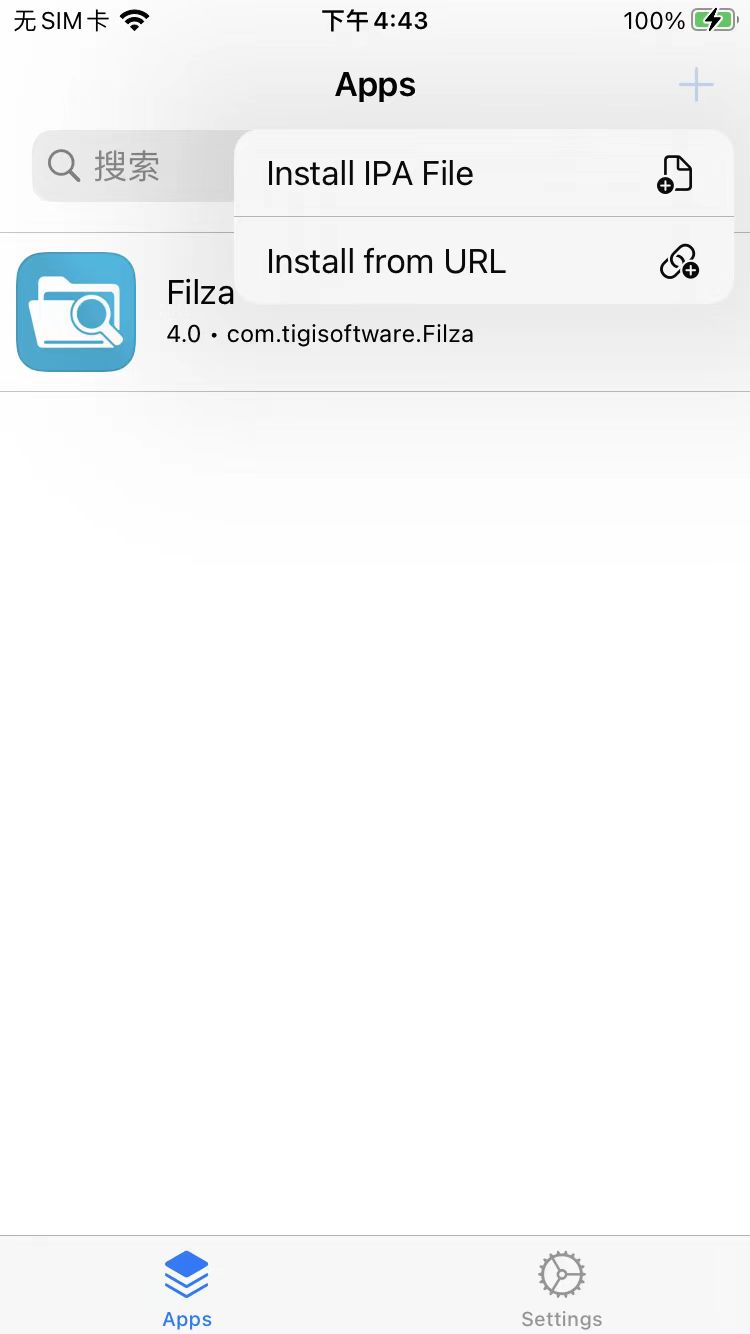 无SIM卡 下午4:43 100%
Apps
搜索
Install IPA File
Install from URL
Filza
4.0 • com.tigisoftware.Filza
Apps Settings